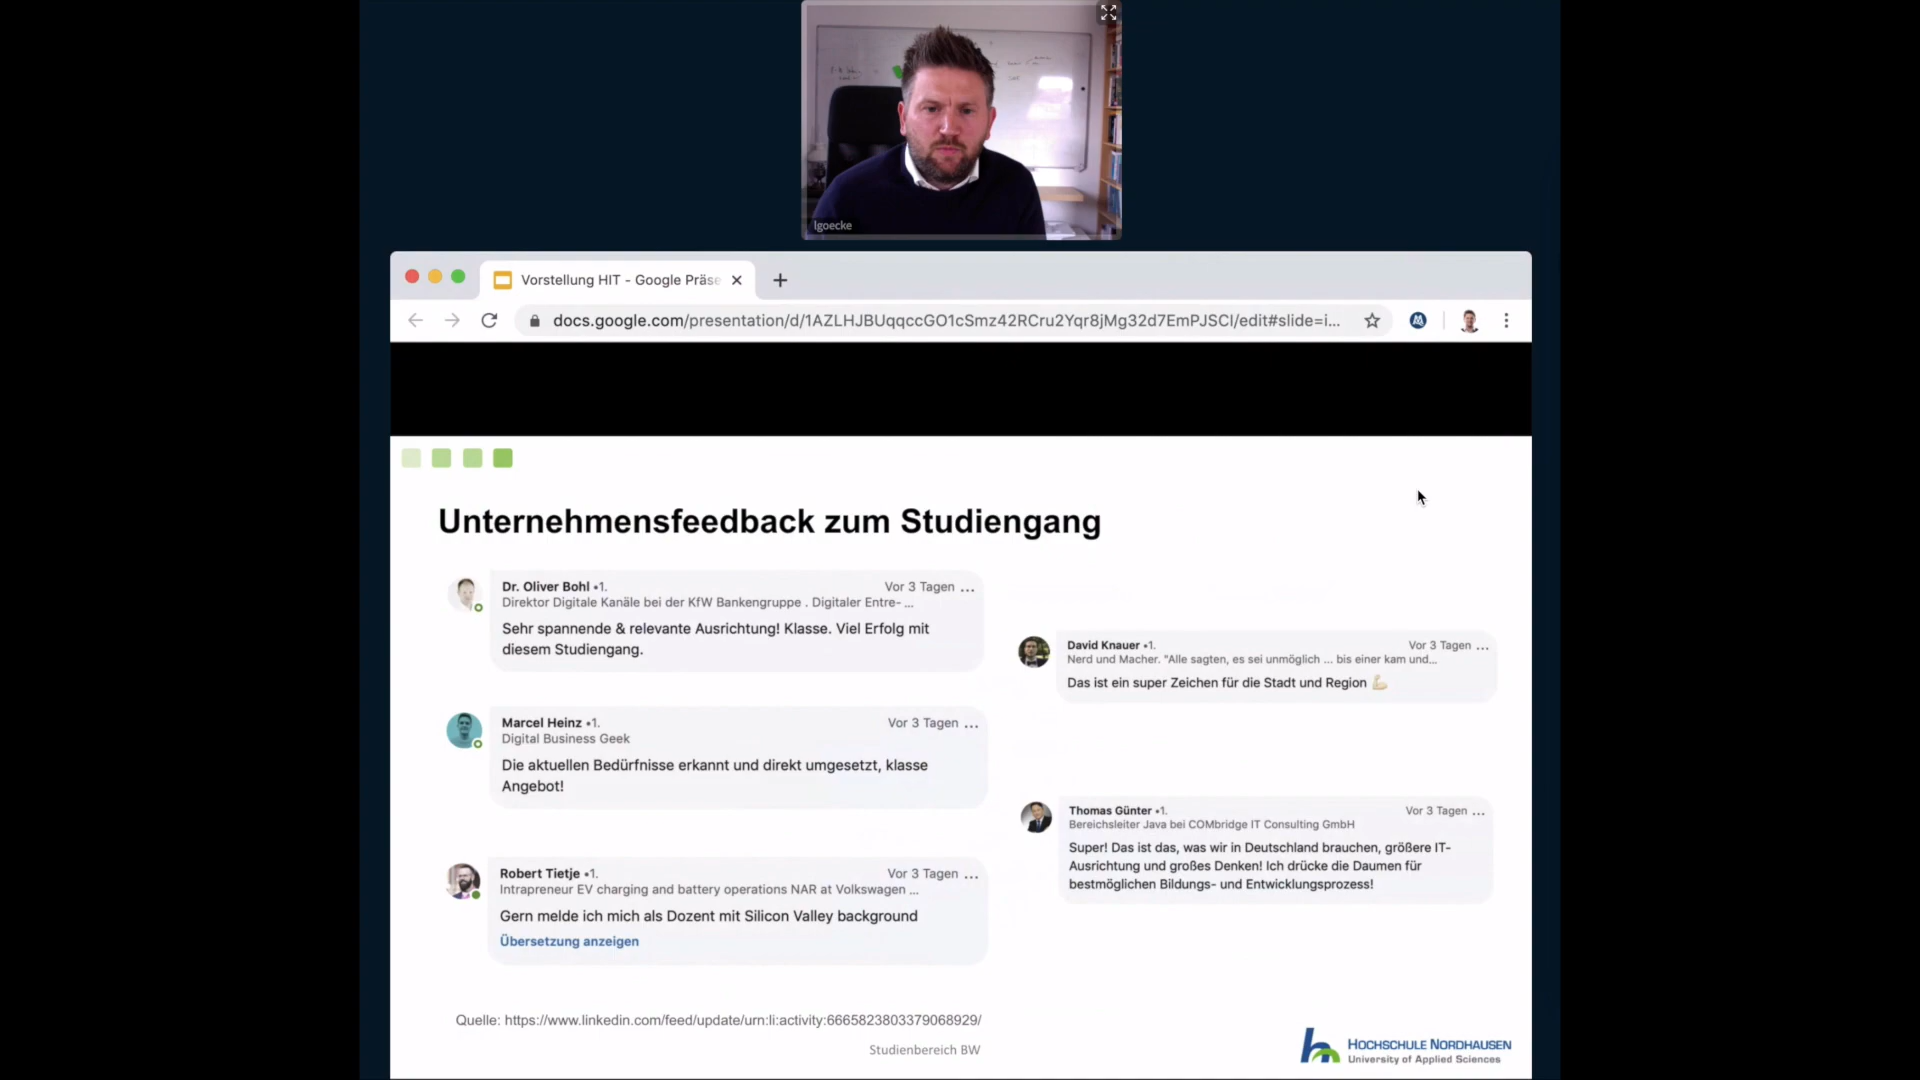 lgoecke
Vorstellung HIT - Google Präse
docs.google.com/presentation/d/1AZLHJBUqqccGO1cSmz42RCru2Yqr8jMg32d7EmPJSCI/edit#slide=i...
Unternehmensfeedback zum Studiengang
Dr. Oliver Bohl •1. Vor 3 Tagen ...
Direktor Digitale Kanäle bei der KfW Bankengruppe . Digitaler Entre- ...
Sehr spannende & relevante Ausrichtung! Klasse. Viel Erfolg mit
diesem Studiengang.
Marcel Heinz •1. Vor 3 Tagen ...
Digital Business Geek
Die aktuellen Bedürfnisse erkannt und direkt umgesetzt, klasse
Angebot!
Robert Tietje •1. Vor 3 Tagen ...
Intrapreneur EV charging and battery operations NAR at Volkswagen ...
Gern melde ich mich als Dozent mit Silicon Valley background
Übersetzung anzeigen
David Knauer •1. Vor 3 Tagen ...
Nerd und Macher. "Alle sagten, es sei unmöglich ... bis einer kam und...
Das ist ein super Zeichen für die Stadt und Region 💪🏼
Thomas Günter •1. Vor 3 Tagen ...
Bereichsleiter Java bei COMbridge IT Consulting GmbH
Super! Das ist das, was wir in Deutschland brauchen, größere IT-
Ausrichtung und großes Denken! Ich drücke die Daumen für
bestmöglichen Bildungs- und Entwicklungsprozess!
Quelle: https://www.linkedin.com/feed/update/urn:li:activity:6665823803379068929/
Studienbereich BW
HOCHSCHULE NORDHAUSEN
University of Applied Sciences